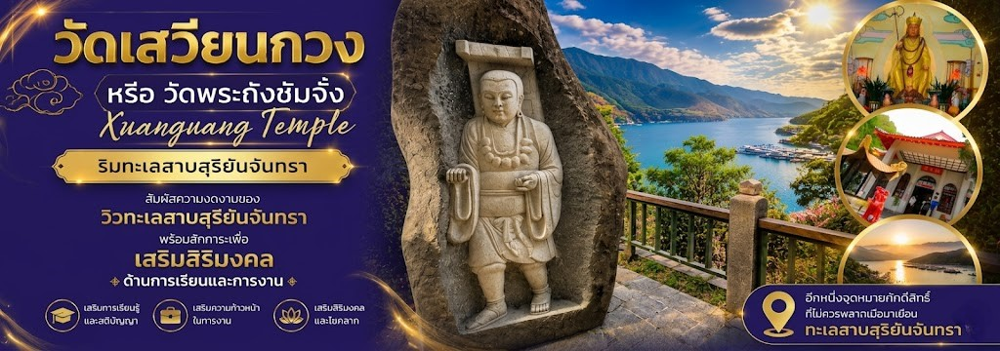 วัดเสวียนกวง
หรือ วัดพระถังซัมจั๋ง
Xuanguang Temple
ริมทะเลสาบสุริยันจันทรา
สัมผัสความงดงามของ
วิวทะเลสาบสุริยันจันทรา
พร้อมสักการะเพื่อ
เสริมสิริมงคล
ด้านการเรียนและการงาน
เสริมการเรียนรู้
และสติปัญญา
เสริมความก้าวหน้า
ในการงาน
เสริมสิริมงคล
และโชคลาภ
อีกหนึ่งจุดหมายศักดิ์สิทธิ์
ที่ไม่ควรพลาดเมื่อมาเยือน
ทะเลสาบสุริยันจันทรา